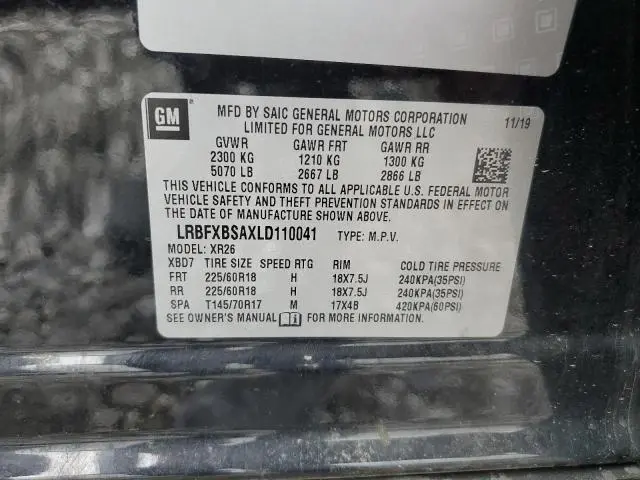 GM
MFD BY SAIC GENERAL MOTORS CORPORATION
LIMITED FOR GENERAL MOTORS LLC
11/19
GVWR GAWR FRT GAWR RR
2300 KG 1210 KG 1300 KG
5070 LB 2667 LB 2866 LB
THIS VEHICLE CONFORMS TO ALL APPLICABLE U.S. FEDERAL MOTOR
VEHICLE SAFETY AND THEFT PREVENTION STANDARDS IN EFFECT ON THE
DATE OF MANUFACTURE SHOWN ABOVE.
LRBFXBSAXLD110041 TYPE: M.P.V.
MODEL: XR26
XBD7 TIRE SIZE SPEED RTG RIM COLD TIRE PRESSURE
FRT 225/60R18 H 18X7.5J 240KPA(35PSI)
RR 225/60R18 H 18X7.5J 240KPA(35PSI)
SPA T145/70R17 M 17X4B 420KPA(60PSI)
SEE OWNER'S MANUAL FOR MORE INFORMATION